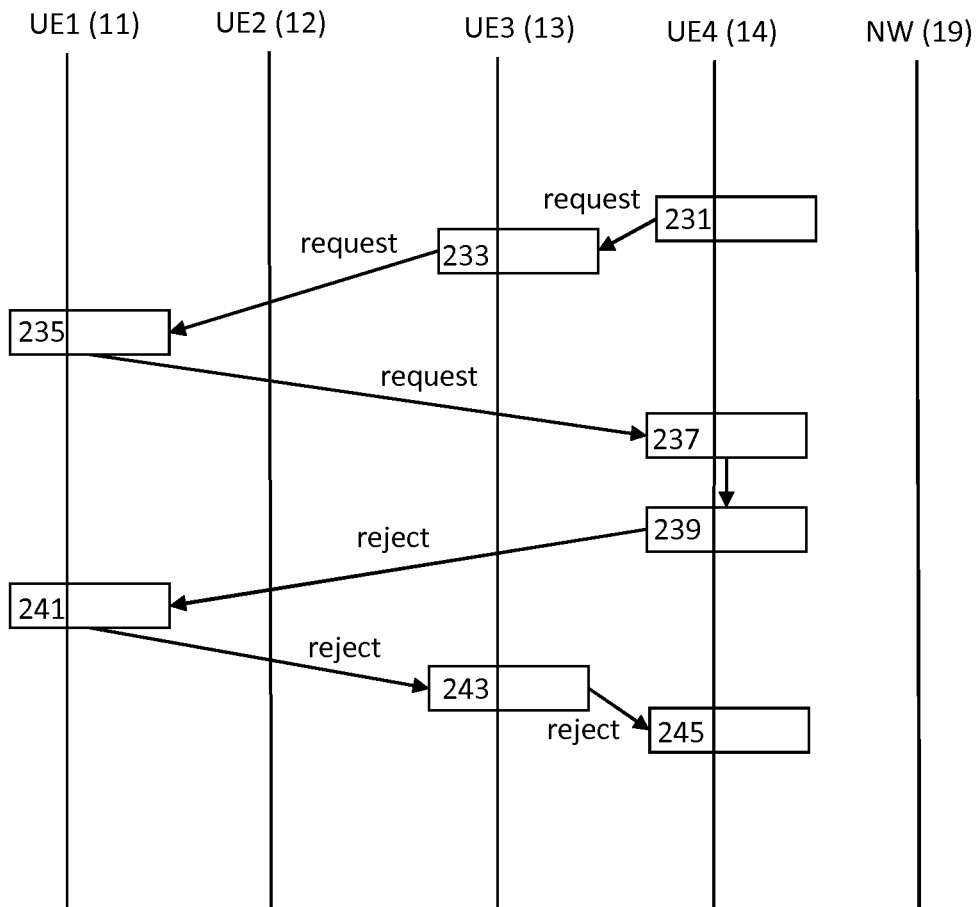 UE1 (11)
UE2 (12)
UE3 (13)
UE4 (14)
NW (19)
request
231
request
233
235
request
237
reject
239
241
reject
243
reject
245